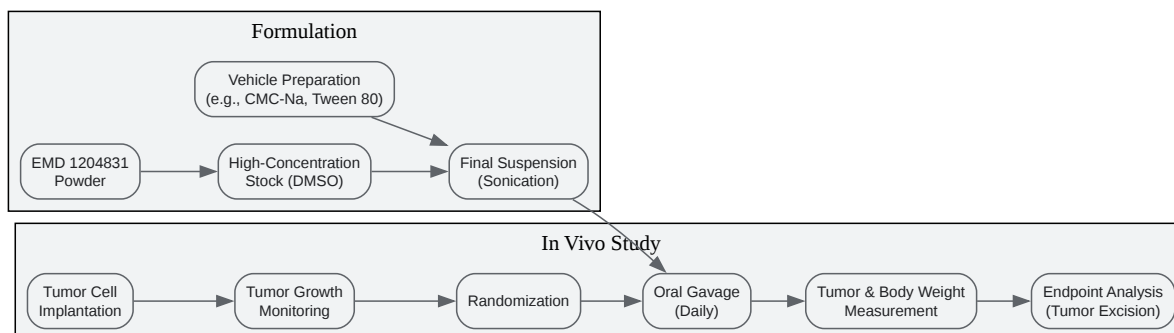 Formulation
Vehicle Preparation
(e.g., CMC-Na, Tween 80)
EMD 1204831
Powder
High-Concentration
Stock (DMSO)
Final Suspension
(Sonication)
In Vivo Study
Tumor Cell
Implantation
Tumor Growth
Monitoring
Randomization
Oral Gavage
(Daily)
Tumor & Body Weight
Measurement
Endpoint Analysis
(Tumor Excision)